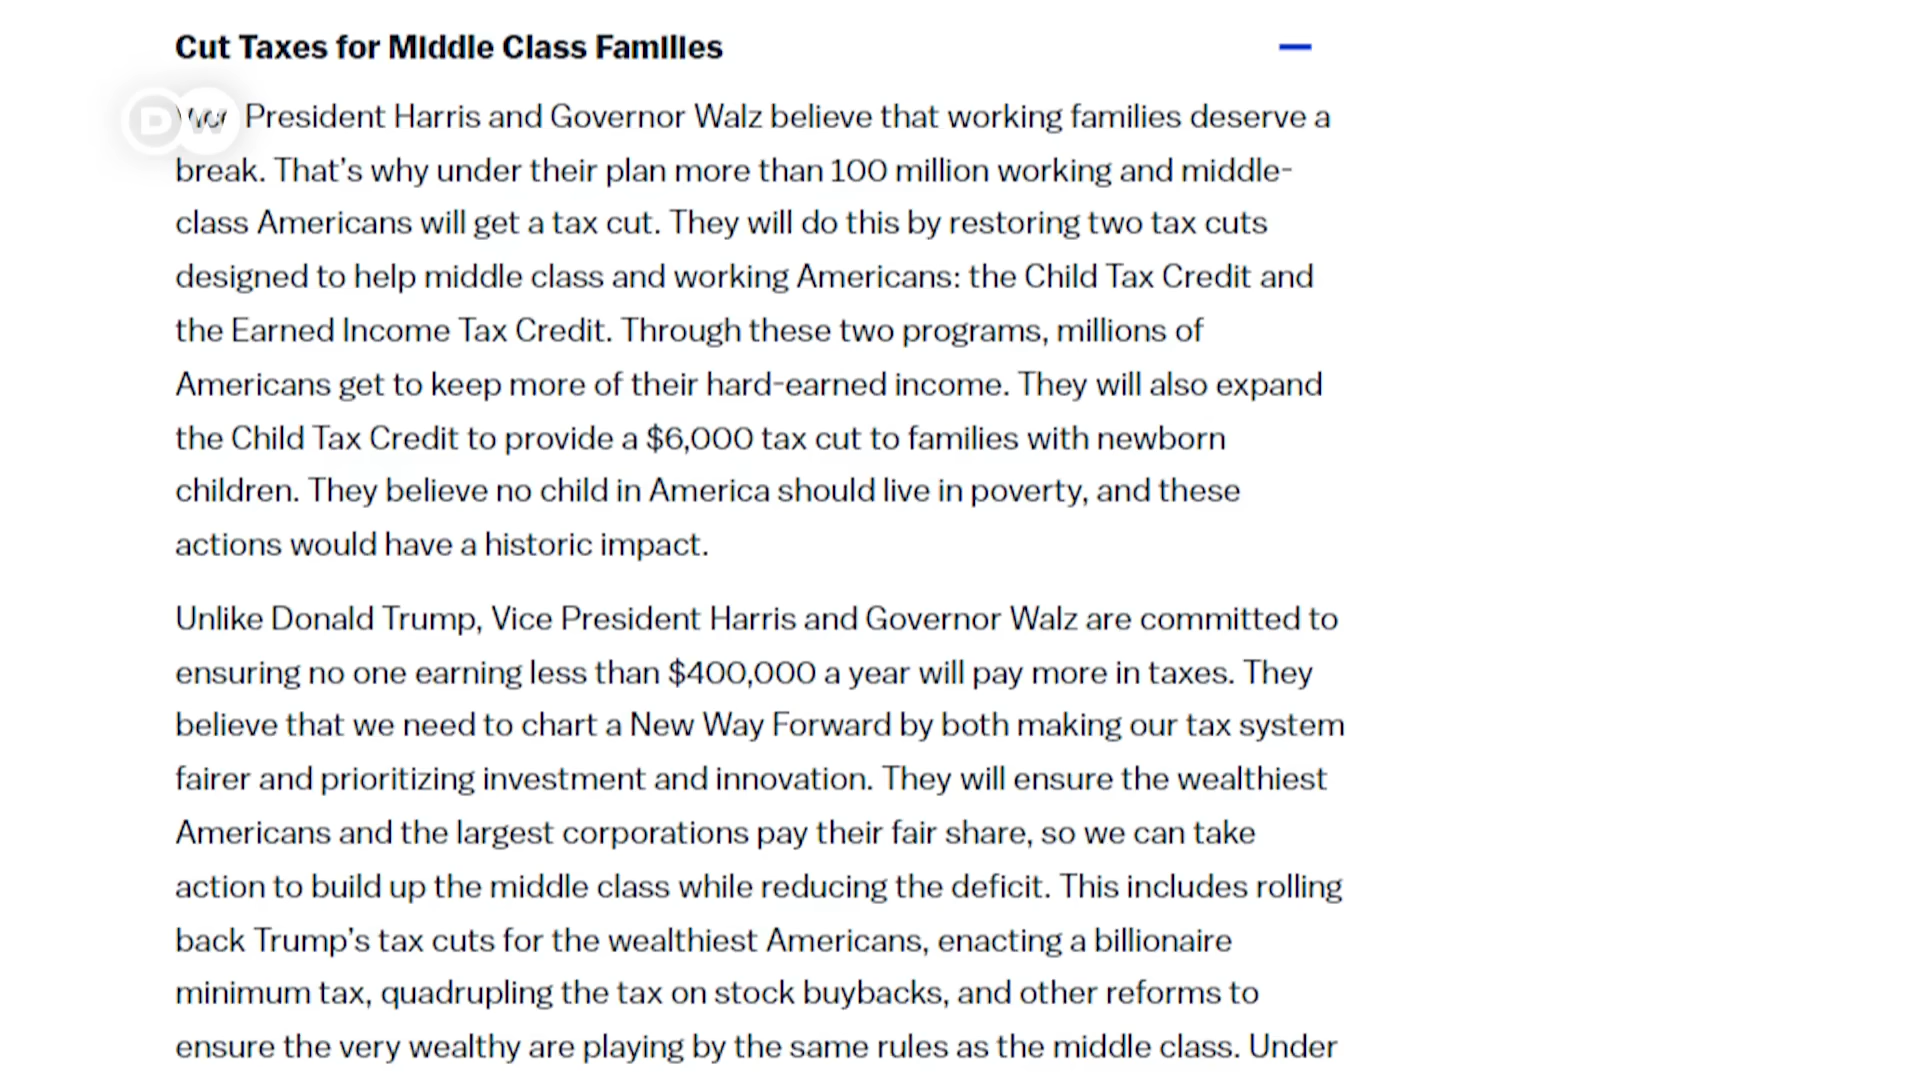 Cut Taxes for Middle Class Families
DW
President Harris and Governor Walz believe that working families deserve a
break. That's why under their plan more than 100 million working and middle-
class Americans will get a tax cut. They will do this by restoring two tax cuts
designed to help middle class and working Americans: the Child Tax Credit and
the Earned Income Tax Credit. Through these two programs, millions of
Americans get to keep more of their hard-earned income. They will also expand
the Child Tax Credit to provide a $6,000 tax cut to families with newborn
children. They believe no child in America should live in poverty, and these
actions would have a historic impact.
Unlike Donald Trump, Vice President Harris and Governor Walz are committed to
ensuring no one earning less than $400,000 a year will pay more in taxes. They
believe that we need to chart a New Way Forward by both making our tax system
fairer and prioritizing investment and innovation. They will ensure the wealthiest
Americans and the largest corporations pay their fair share, so we can take
action to build up the middle class while reducing the deficit. This includes rolling
back Trump's tax cuts for the wealthiest Americans, enacting a billionaire
minimum tax, quadrupling the tax on stock buybacks, and other reforms to
ensure the very wealthy are playing by the same rules as the middle class. Under